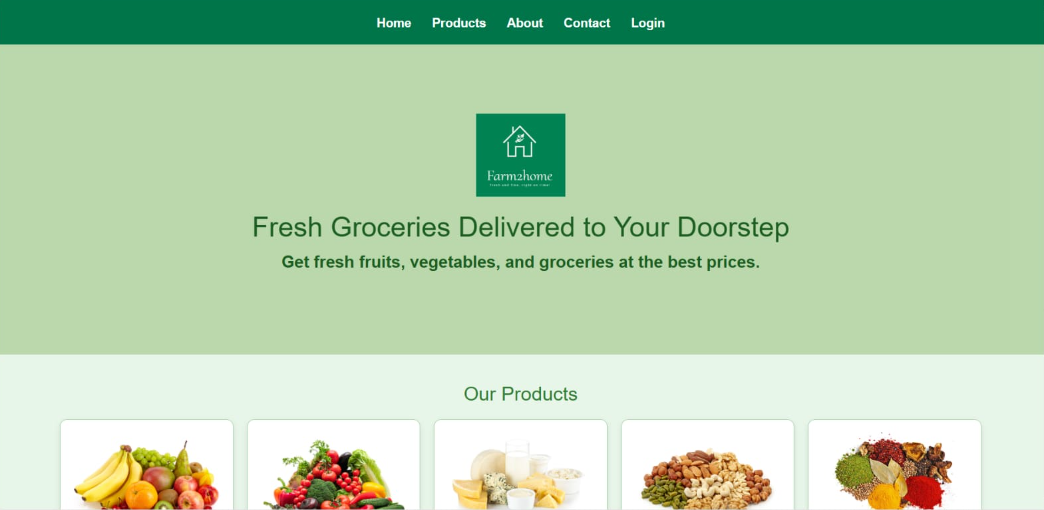 Home Products About Contact Login
Farm2home
Fresh Groceries Delivered to Your Doorstep
Get fresh fruits, vegetables, and groceries at the best prices.
Our Products